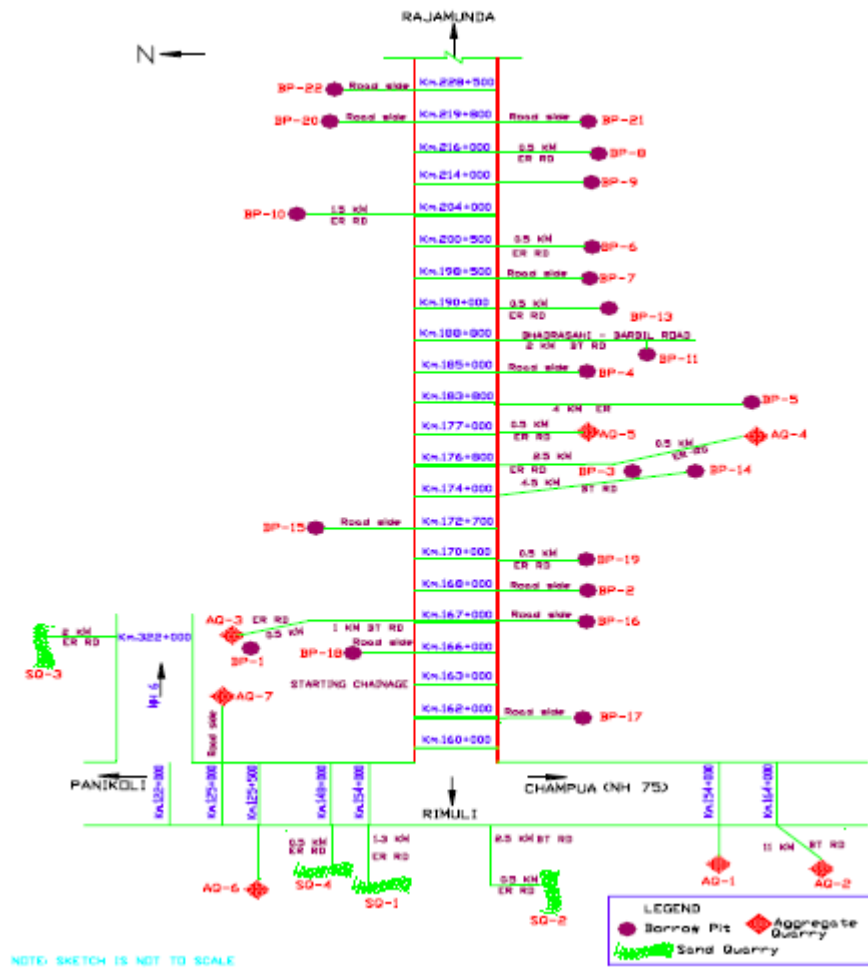 RAJAMUNDA
N
BP-22 Road side Km.228+500
BP-20 Road side Km.219+800 Road side BP-21
Km.216+000 0.5 KM ER RD BP-8
Km.214+000 BP-9
BP-10 1.5 KM ER RD Km.204+000
Km.200+500 0.5 KM ER RD BP-6
Km.198+500 Road side BP-7
Km.190+000 0.5 KM ER RD BP-13
Km.188+800 BHADRASAHI - BARBIL ROAD
2 KM BT RD BP-11
Km.185+000 Road side BP-4
Km.183+800 4 KM ER BP-5
Km.177+000 0.5 KM ER RD AQ-5
Km.176+800 2.5 KM ER RD 0.5 KM ER RD AQ-4
BP-3 BP-14
Km.174+000 4.5 KM BT RD
BP-15 Road side Km.172+700
Km.170+000 0.5 KM ER RD BP-19
Km.168+000 Road side BP-2
AQ-3 ER RD 0.5 KM 1 KM BT RD Km.167+000 Road side BP-16
SQ-3 2 KM ER RD Km.322+000
BP-1 BP-18 Road side Km.166+000
STARTING CHAINAGE Km.163+000
NH 6 AQ-7 Road side
Km.162+000 Road side BP-17
Km.160+000
PANIKOLI Km.122+000 Km.125+000 Km.125+500 Km.148+000 Km.154+000
RIMULI
CHAMPUA (NH 75) Km.154+000 Km.164+000
AQ-6
0.5 KM ER RD SQ-4
1.3 KM ER RD SQ-1
2.5 KM BT RD 0.5 KM ER RD SQ-2
AQ-1
11 KM BT RD AQ-2
LEGEND
Borrow Pit Aggregate Quarry
Sand Quarry
NOTE: SKETCH IS NOT TO SCALE